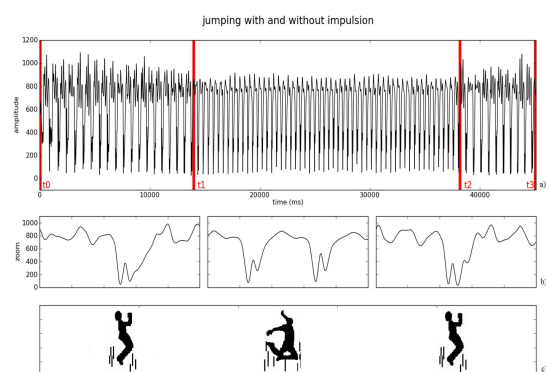 jumping with and without impulsion
1200
1000
800
600
400
200
0
amplitude
t0
t1
t2
t3
a)
0
10000
20000
30000
40000
time (ms)
1000
800
600
400
200
0
zoom
b)
c)